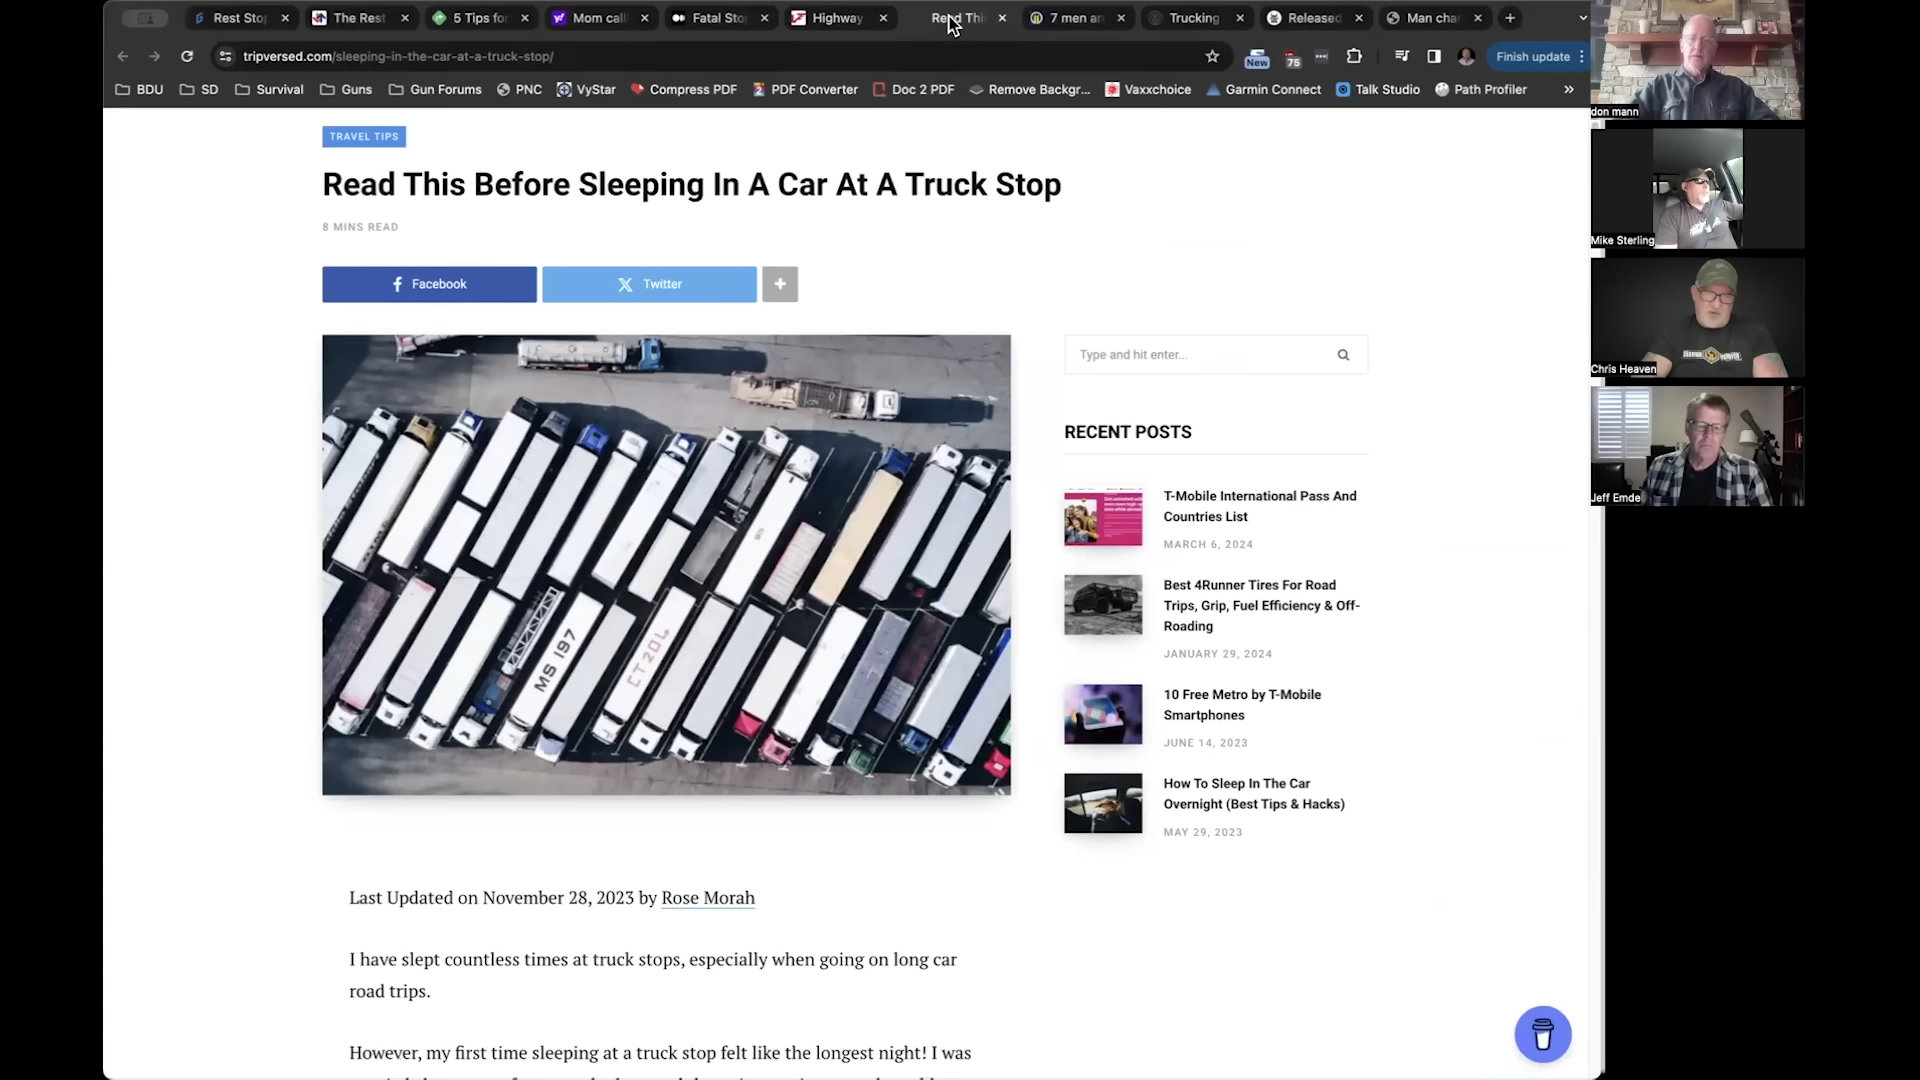 Rest Stop
The Rest
5 Tips for
Mom call
Fatal Sto
Highway
Read Thi
7 men an
Trucking
Released
Man cha
tripversed.com/sleeping-in-the-car-at-a-truck-stop/
New
75
Finish update
BDU
SD
Survival
Guns
Gun Forums
PNC
VyStar
Compress PDF
PDF Converter
Doc 2 PDF
Remove Backgr...
Vaxxchoice
Garmin Connect
Talk Studio
Path Profiler
»
TRAVEL TIPS
Read This Before Sleeping In A Car At A Truck Stop
8 MINS READ
Facebook
Twitter
MS 197
CT 204
Type and hit enter...
RECENT POSTS
T-Mobile International Pass And
Countries List
MARCH 6, 2024
Best 4Runner Tires For Road
Trips, Grip, Fuel Efficiency & Off-
Roading
JANUARY 29, 2024
10 Free Metro by T-Mobile
Smartphones
JUNE 14, 2023
How To Sleep In The Car
Overnight (Best Tips & Hacks)
MAY 29, 2023
Last Updated on November 28, 2023 by Rose Morah
I have slept countless times at truck stops, especially when going on long car
road trips.
However, my first time sleeping at a truck stop felt like the longest night! I was
don mann
Mike Sterling
Chris Heaven
Jeff Emde